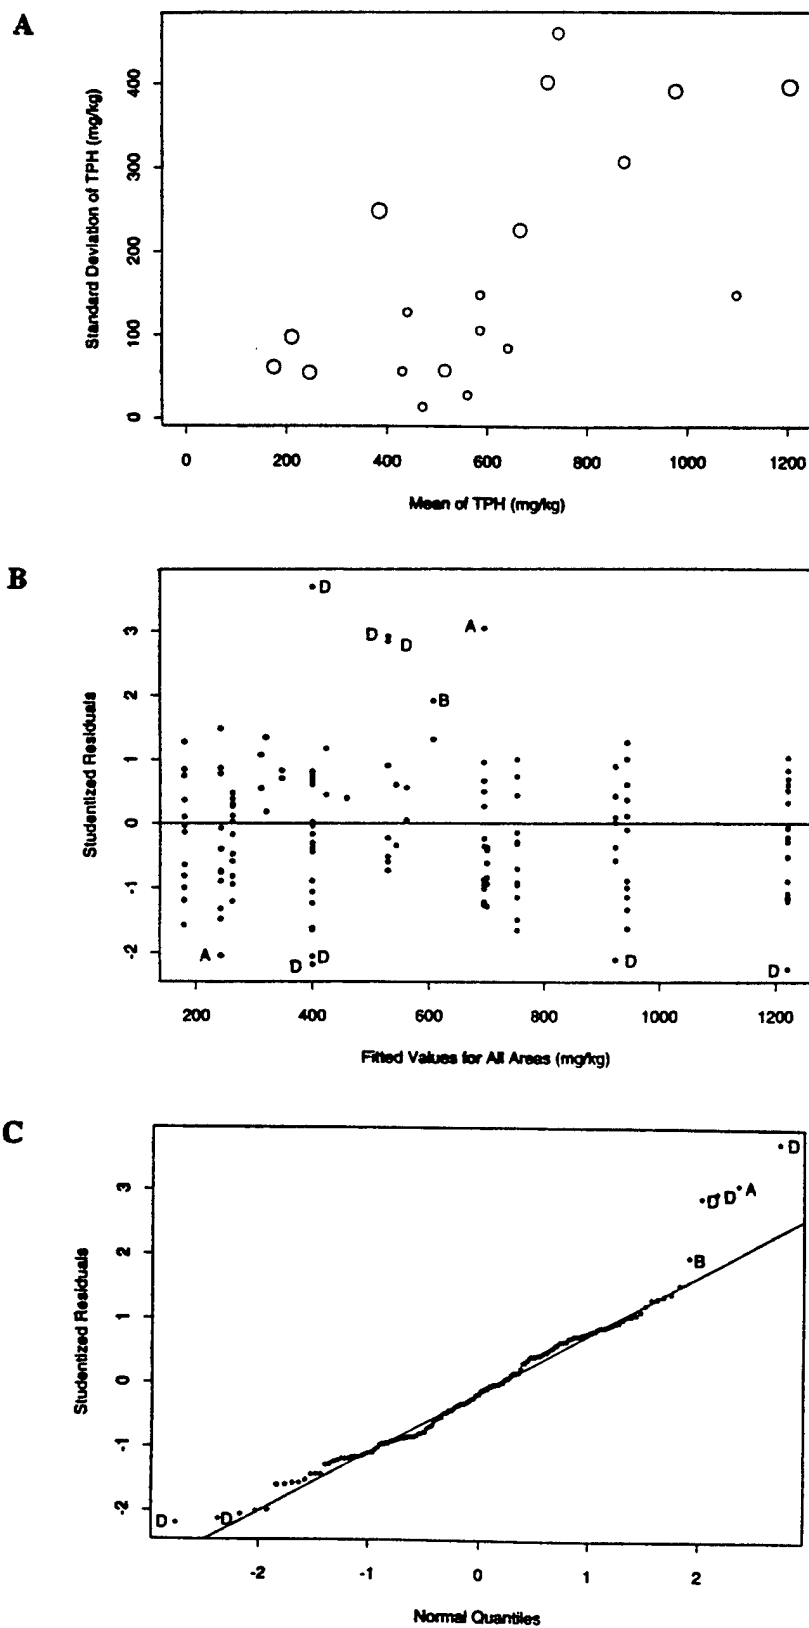 A
Standard Deviation of TPH (mg/kg)
400
300
200
100
0
0 200 400 600 800 1000 1200
Mean of TPH (mg/kg)
B
Studentized Residuals
3
2
1
0
-1
-2
D
D
D
A
B
A
D
D
D
D
200 400 600 800 1000 1200
Fitted Values for All Areas (mg/kg)
C
Studentized Residuals
3
2
1
0
-1
-2
D
D
D
A
B
D
D
-2 -1 0 1 2
Normal Quantiles